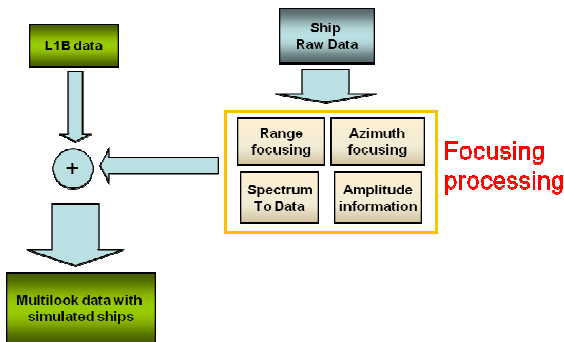 L1B data
Ship
Raw Data
Range
focusing
Azimuth
focusing
Spectrum
To Data
Amplitude
information
Focusing
processing
+
Multilook data with
simulated ships